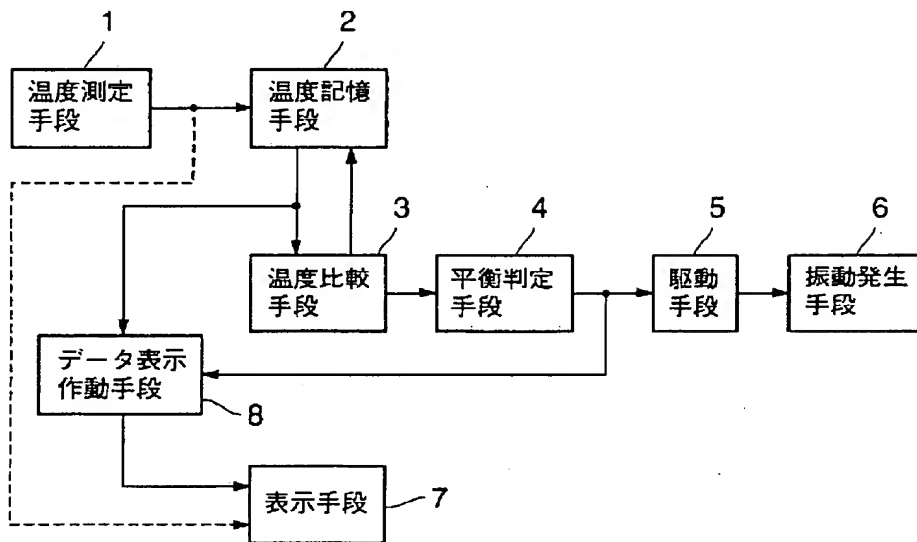 1
温度測定
手段
2
温度記憶
手段
3
温度比較
手段
4
平衡判定
手段
5
駆動
手段
6
振動発生
手段
データ表示
作動手段
8
表示手段
7